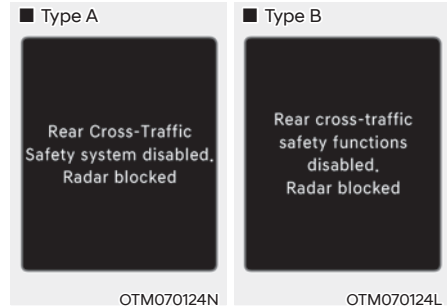 ■ Type A
Rear Cross-Traffic
Safety system disabled.
Radar blocked
OTM070124N
■ Type B
Rear cross-traffic
safety functions
disabled.
Radar blocked
OTM070124L